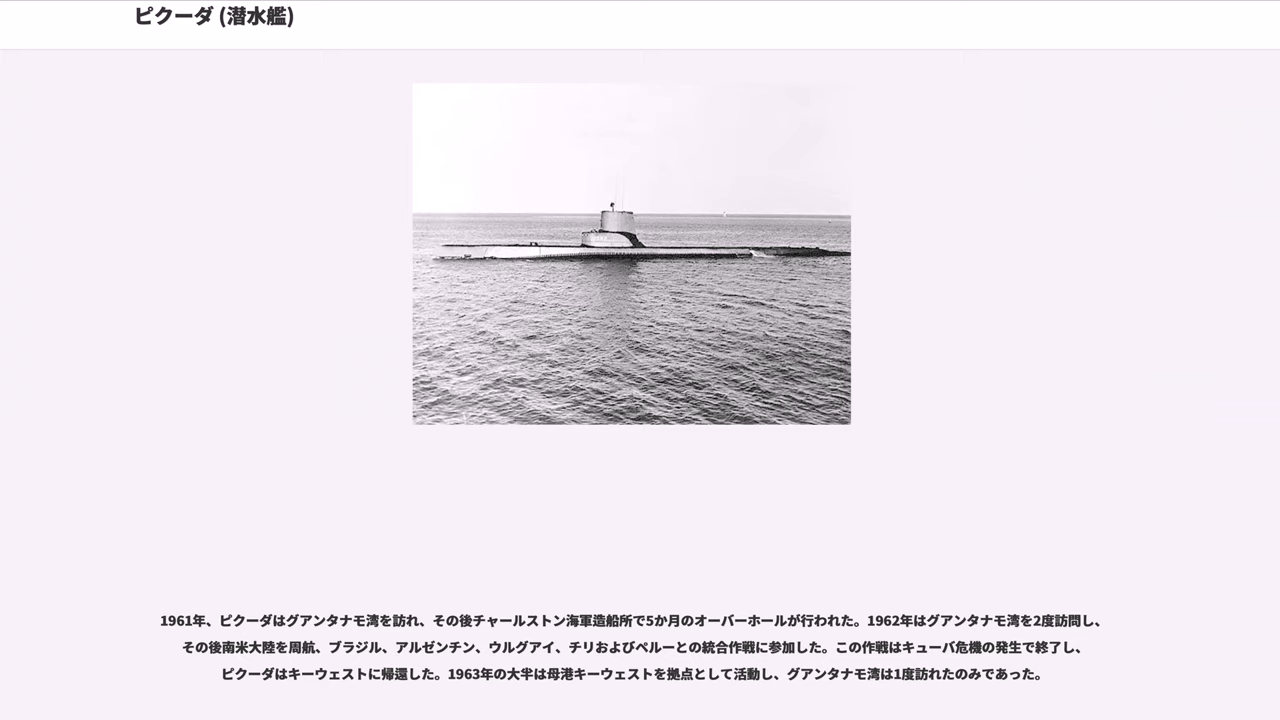 ピクーダ (潜水艦)
1961年、ピクーダはグアンタナモ湾を訪れ、その後チャールストン海軍造船所で5か月のオーバーホールが行われた。1962年はグアンタナモ湾を2度訪問し、
その後南米大陸を周航、ブラジル、アルゼンチン、ウルグアイ、チリおよびペルーとの統合作戦に参加した。この作戦はキューバ危機の発生で終了し、
ピクーダはキーウェストに帰還した。1963年の大半は母港キーウェストを拠点として活動し、グアンタナモ湾は1度訪れたのみであった。